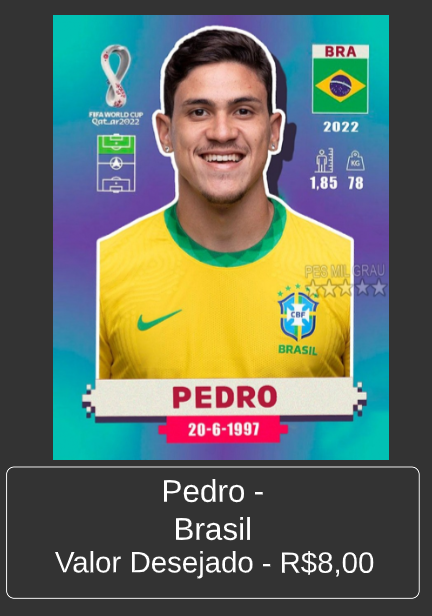 BRA
FIFA WORLD CUP
Qatar2022
2022
KG
1,85 78
PES MIL GRAU
CBF
BRASIL
PEDRO
20-6-1997
Pedro -
Brasil
Valor Desejado - R$8,00